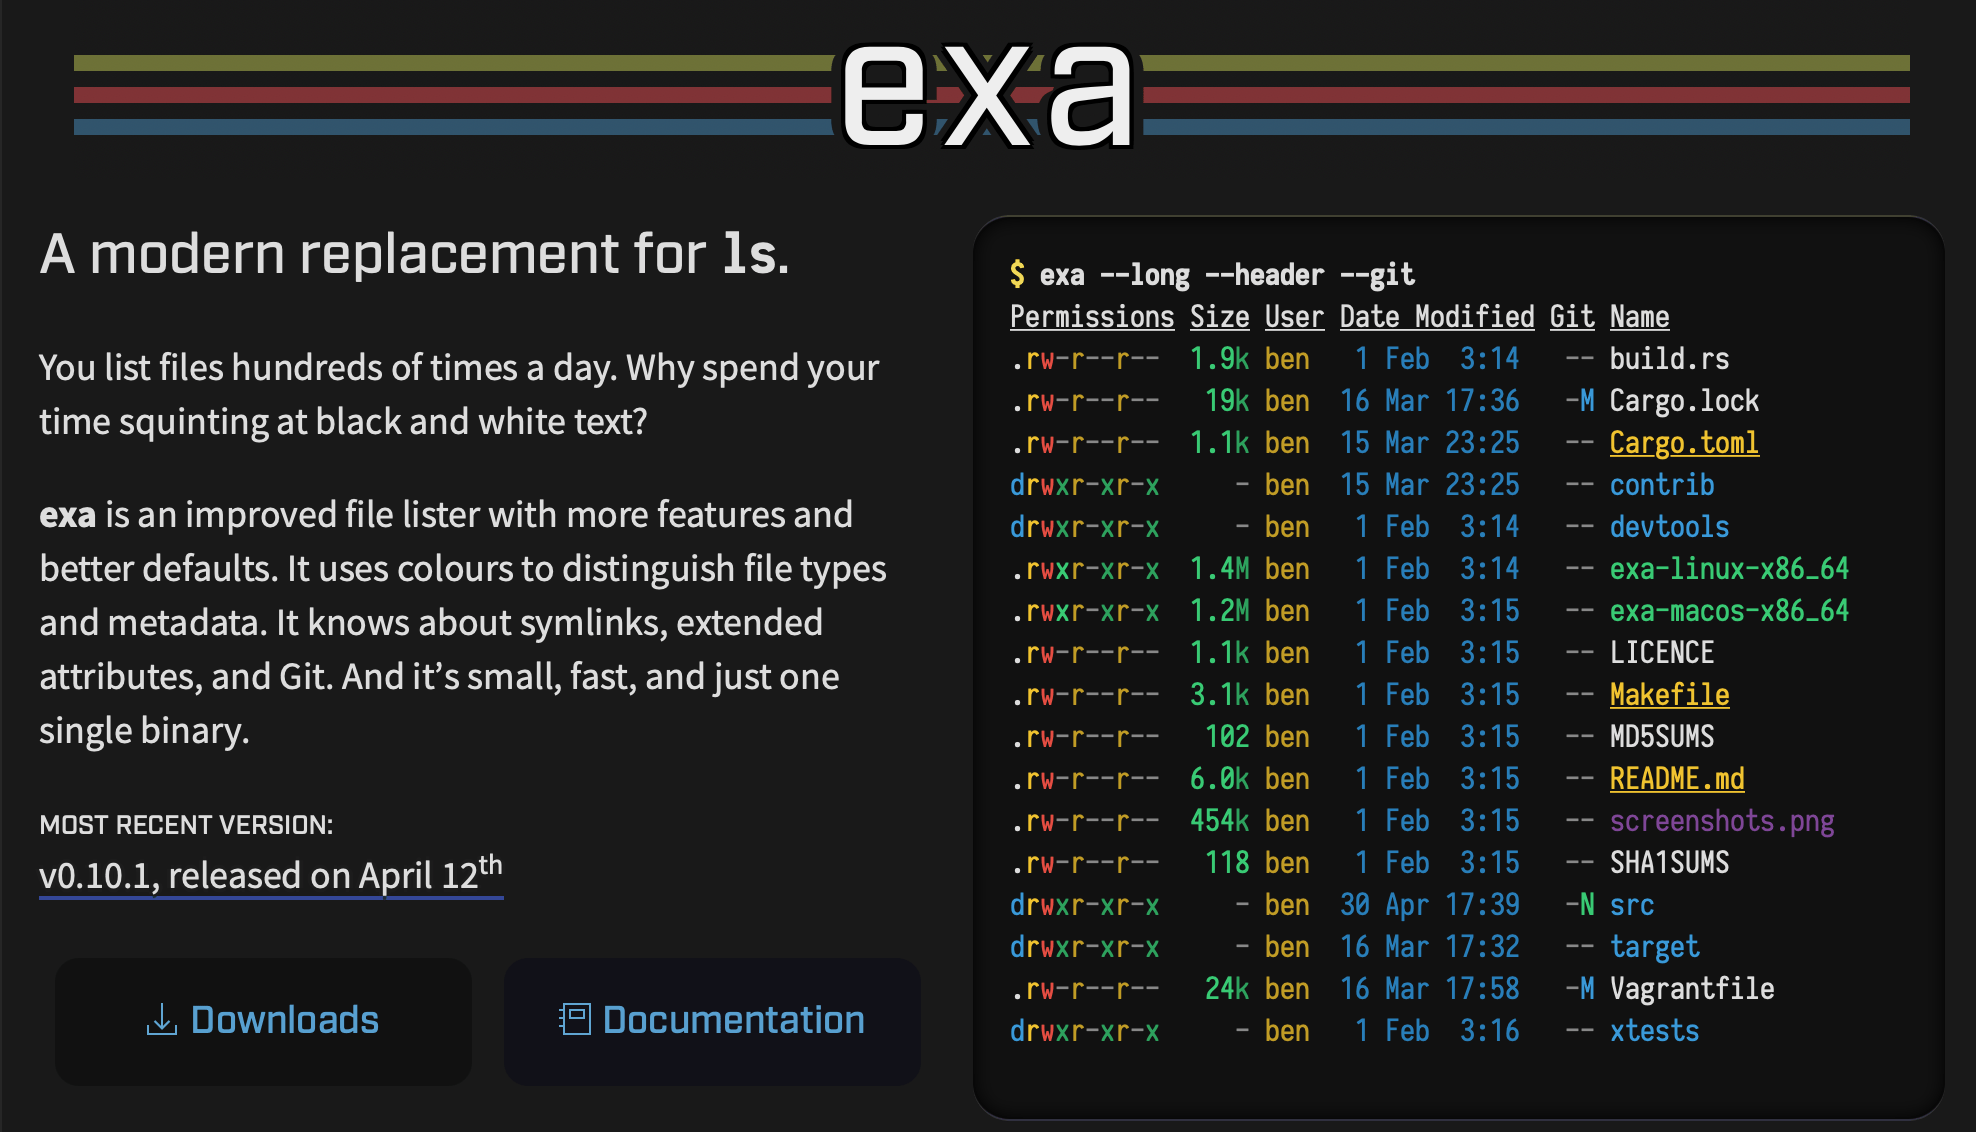 exa
A modern replacement for ls.
You list files hundreds of times a day. Why spend your
time squinting at black and white text?
exa is an improved file lister with more features and
better defaults. It uses colours to distinguish file types
and metadata. It knows about symlinks, extended
attributes, and Git. And it’s small, fast, and just one
single binary.
MOST RECENT VERSION:
v0.10.1, released on April 12th
Downloads
Documentation
$ exa --long --header --git
Permissions Size User Date Modified Git Name
.rw-r--r-- 1.9k ben 1 Feb 3:14 -- build.rs
.rw-r--r-- 19k ben 16 Mar 17:36 -M Cargo.lock
.rw-r--r-- 1.1k ben 15 Mar 23:25 -- Cargo.toml
drwxr-xr-x - ben 15 Mar 23:25 -- contrib
drwxr-xr-x - ben 1 Feb 3:14 -- devtools
.rwxr-xr-x 1.4M ben 1 Feb 3:14 -- exa-linux-x86_64
.rwxr-xr-x 1.2M ben 1 Feb 3:15 -- exa-macos-x86_64
.rw-r--r-- 1.1k ben 1 Feb 3:15 -- LICENCE
.rw-r--r-- 3.1k ben 1 Feb 3:15 -- Makefile
.rw-r--r-- 102 ben 1 Feb 3:15 -- MD5SUMS
.rw-r--r-- 6.0k ben 1 Feb 3:15 -- README.md
.rw-r--r-- 454k ben 1 Feb 3:15 -- screenshots.png
.rw-r--r-- 118 ben 1 Feb 3:15 -- SHA1SUMS
drwxr-xr-x - ben 30 Apr 17:39 -N src
drwxr-xr-x - ben 16 Mar 17:32 -- target
.rw-r--r-- 24k ben 16 Mar 17:58 -M Vagrantfile
drwxr-xr-x - ben 1 Feb 3:16 -- xtests